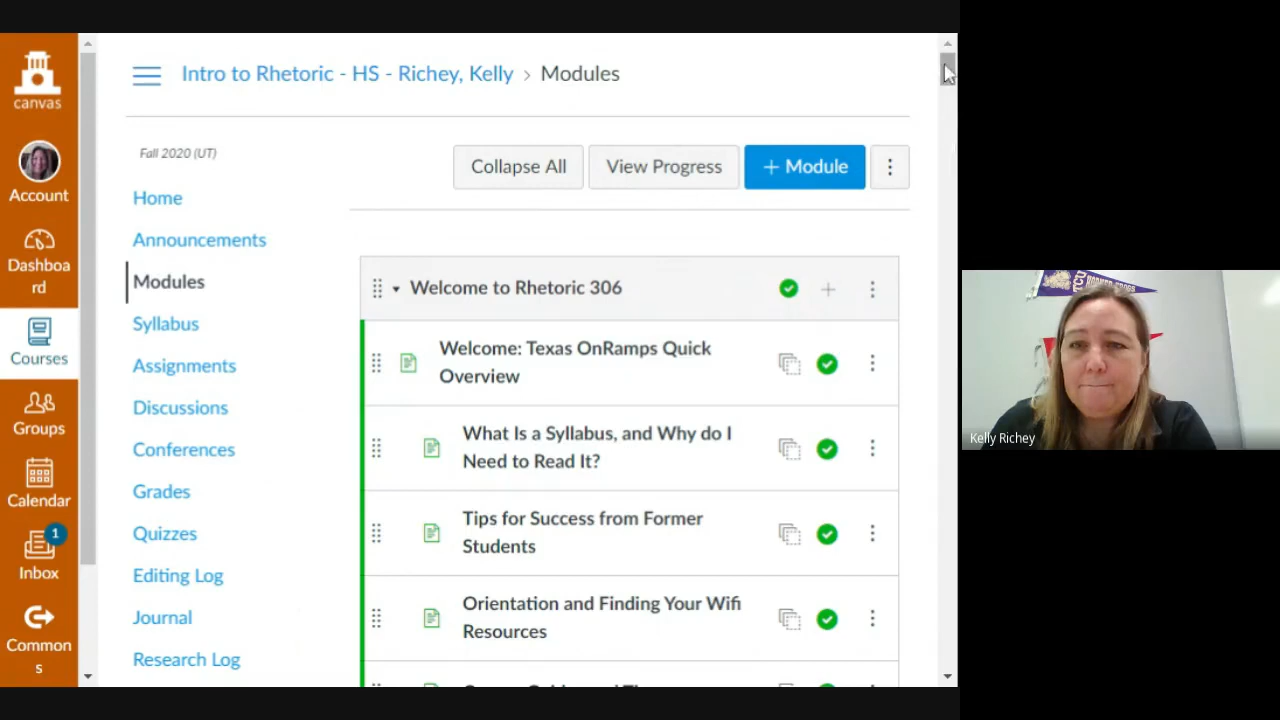 canvas
Account
Dashboa
rd
Courses
Groups
Calendar
1
Inbox
Common
s
Intro to Rhetoric - HS - Richey, Kelly › Modules
Fall 2020 (UT)
Home
Announcements
Modules
Syllabus
Assignments
Discussions
Conferences
Grades
Quizzes
Editing Log
Journal
Research Log
Collapse All
View Progress
+ Module
Welcome to Rhetoric 306
Welcome: Texas OnRamps Quick
Overview
What Is a Syllabus, and Why do I
Need to Read It?
Tips for Success from Former
Students
Orientation and Finding Your Wifi
Resources
TCU
HORNED FROGS
Kelly Richey